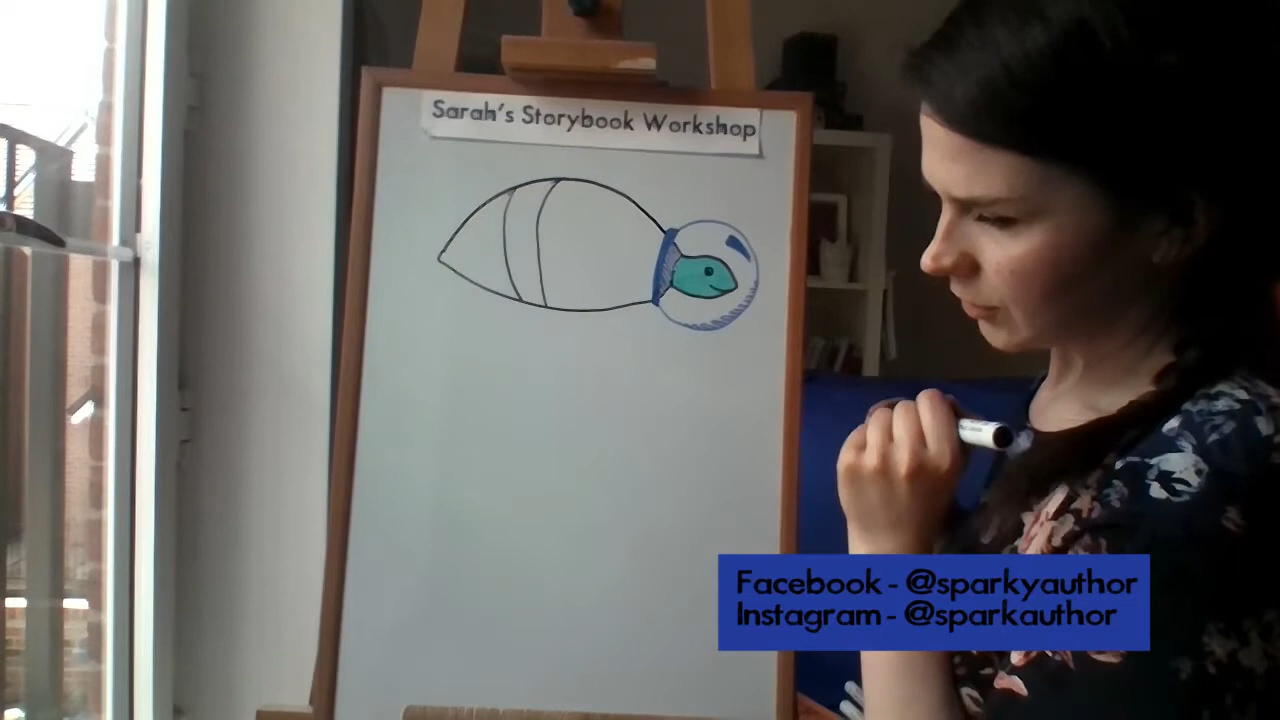 Sarah's Storybook Workshop
Facebook - @sparkyauthor
Instagram - @sparkauthor